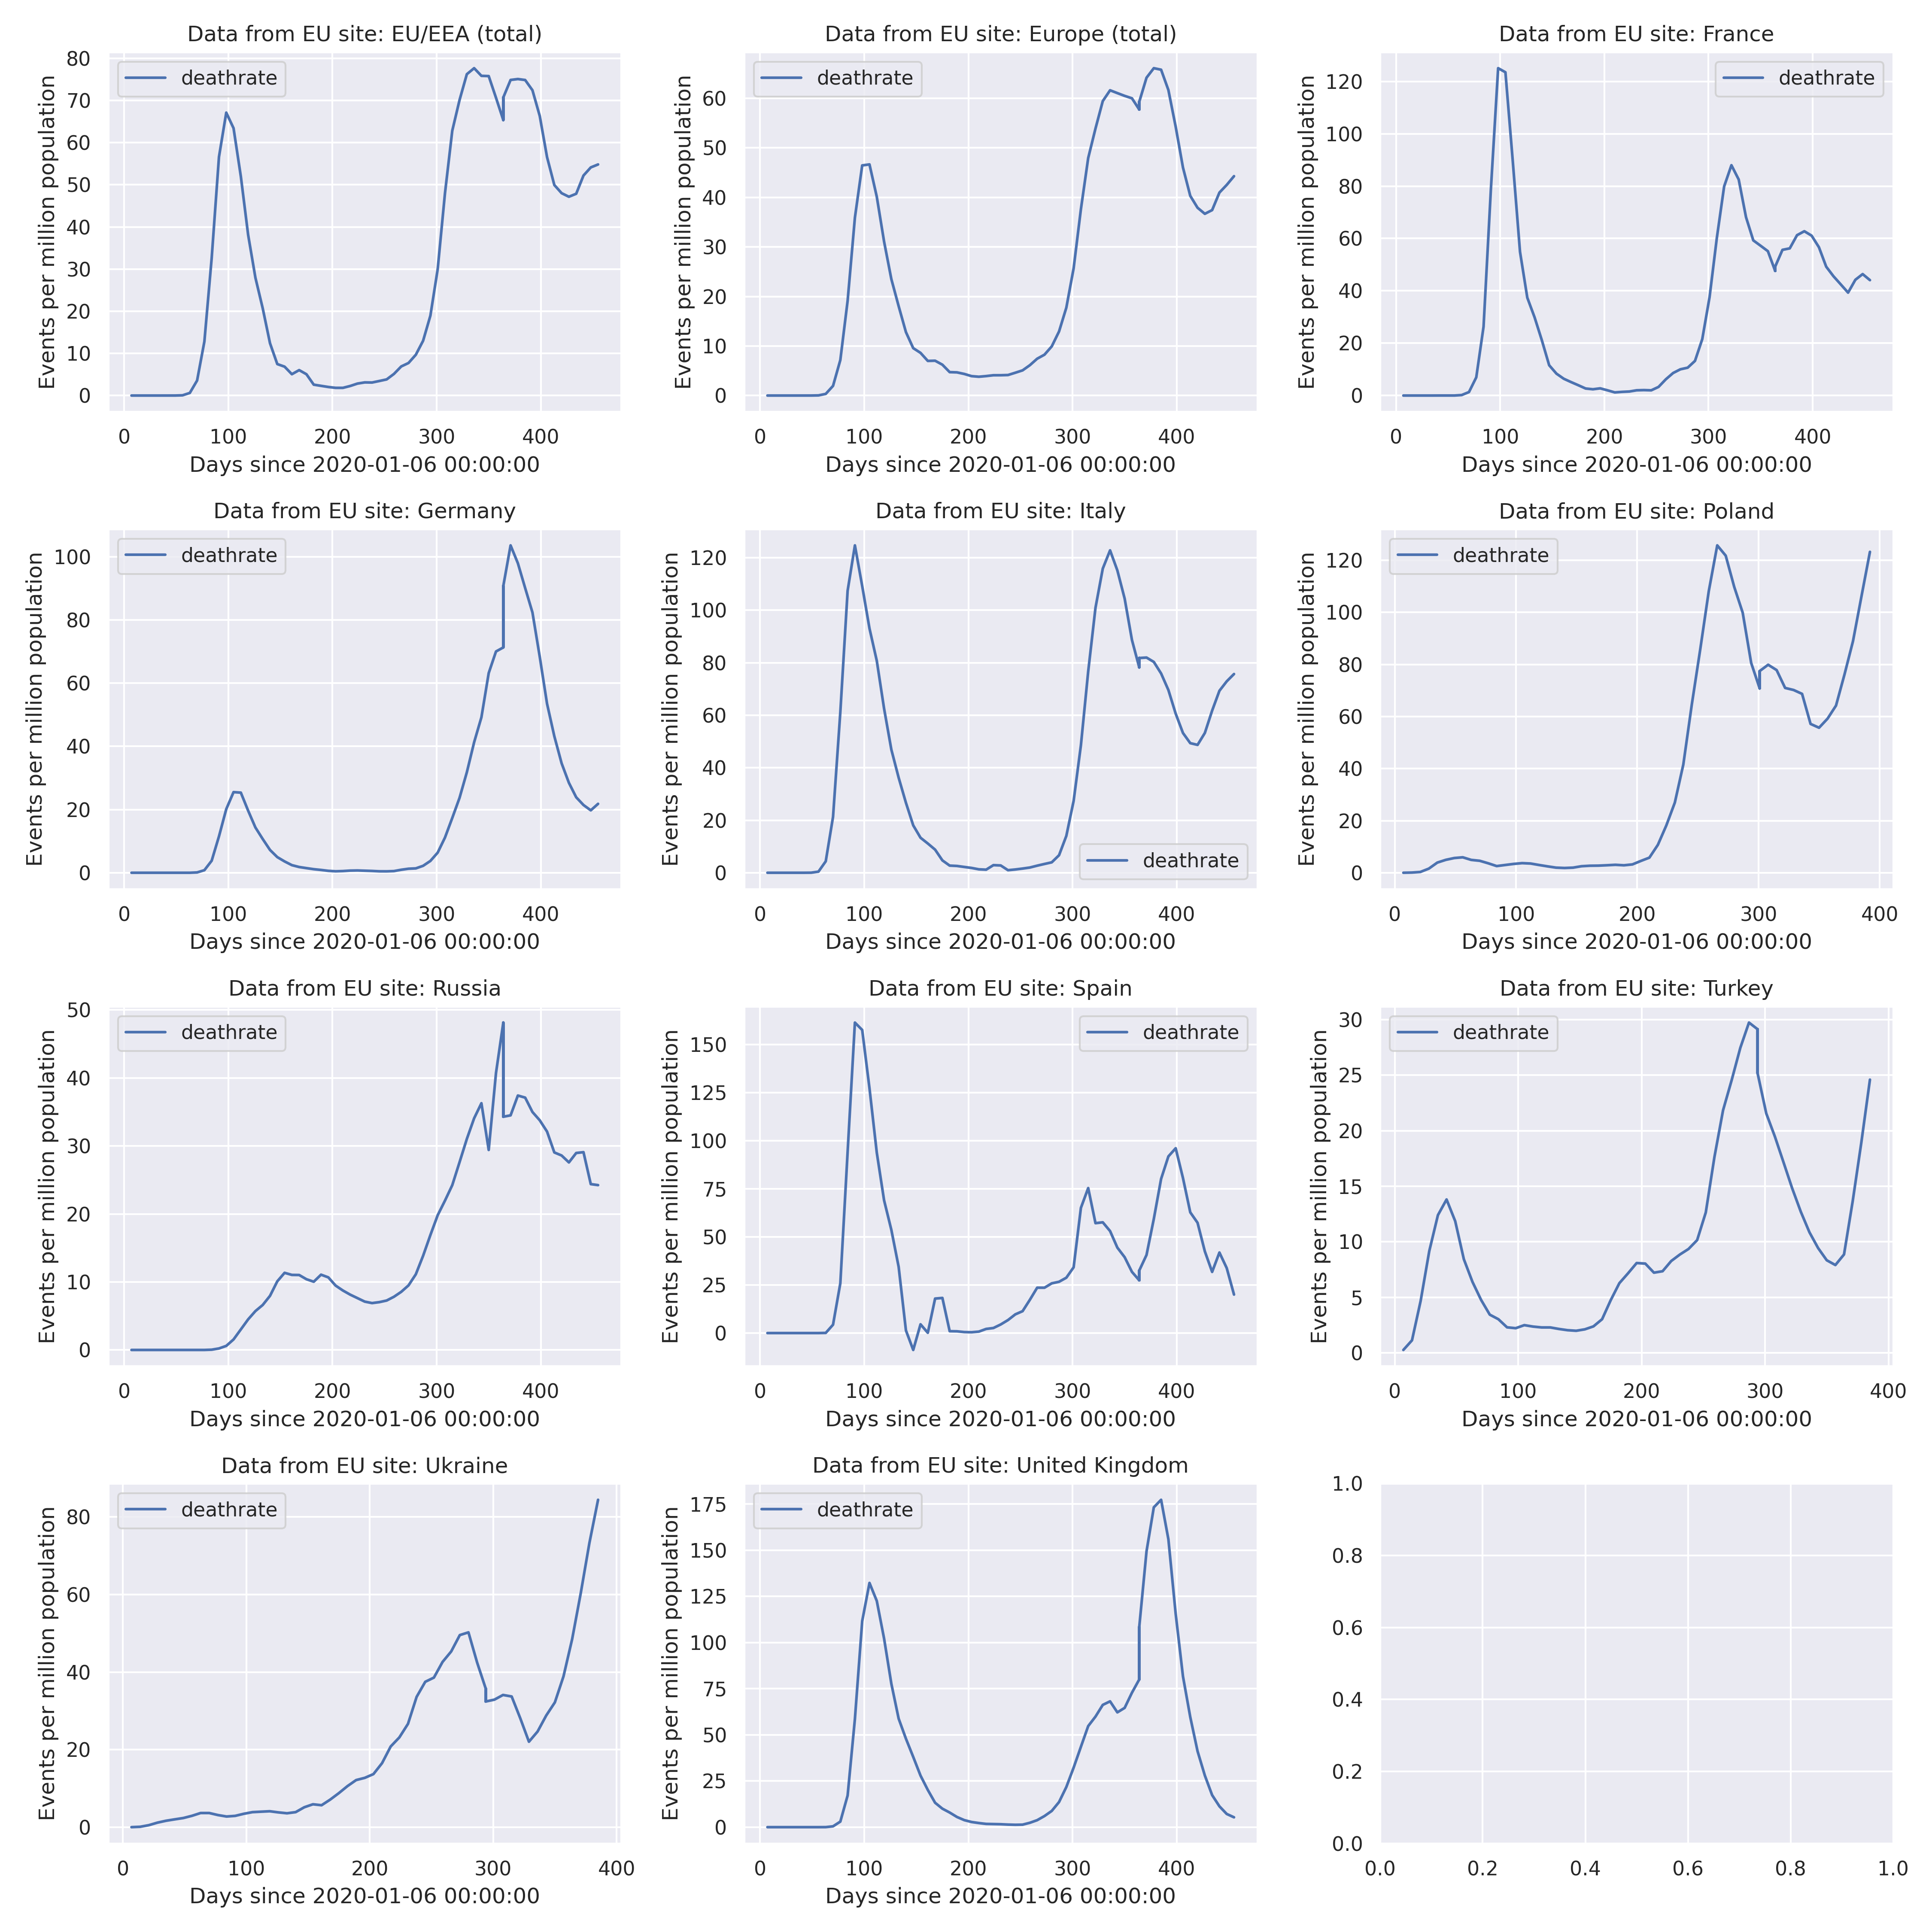 Data from EU site: EU/EEA (total)
Events per million population
80
70
60
50
40
30
20
10
0
deathrate
0 100 200 300 400
Days since 2020-01-06 00:00:00
Data from EU site: Europe (total)
Events per million population
60
50
40
30
20
10
0
deathrate
0 100 200 300 400
Days since 2020-01-06 00:00:00
Data from EU site: France
Events per million population
120
100
80
60
40
20
0
deathrate
0 100 200 300 400
Days since 2020-01-06 00:00:00
Data from EU site: Germany
Events per million population
100
80
60
40
20
0
deathrate
0 100 200 300 400
Days since 2020-01-06 00:00:00
Data from EU site: Italy
Events per million population
120
100
80
60
40
20
0
deathrate
0 100 200 300 400
Days since 2020-01-06 00:00:00
Data from EU site: Poland
Events per million population
120
100
80
60
40
20
0
deathrate
0 100 200 300 400
Days since 2020-01-06 00:00:00
Data from EU site: Russia
Events per million population
50
40
30
20
10
0
deathrate
0 100 200 300 400
Days since 2020-01-06 00:00:00
Data from EU site: Spain
Events per million population
150
125
100
75
50
25
0
deathrate
0 100 200 300 400
Days since 2020-01-06 00:00:00
Data from EU site: Turkey
Events per million population
30
25
20
15
10
5
0
deathrate
0 100 200 300 400
Days since 2020-01-06 00:00:00
Data from EU site: Ukraine
Events per million population
80
60
40
20
0
deathrate
0 100 200 300 400
Days since 2020-01-06 00:00:00
Data from EU site: United Kingdom
Events per million population
175
150
125
100
75
50
25
0
deathrate
0 100 200 300 400
Days since 2020-01-06 00:00:00
1.0
0.8
0.6
0.4
0.2
0.0
0.0 0.2 0.4 0.6 0.8 1.0